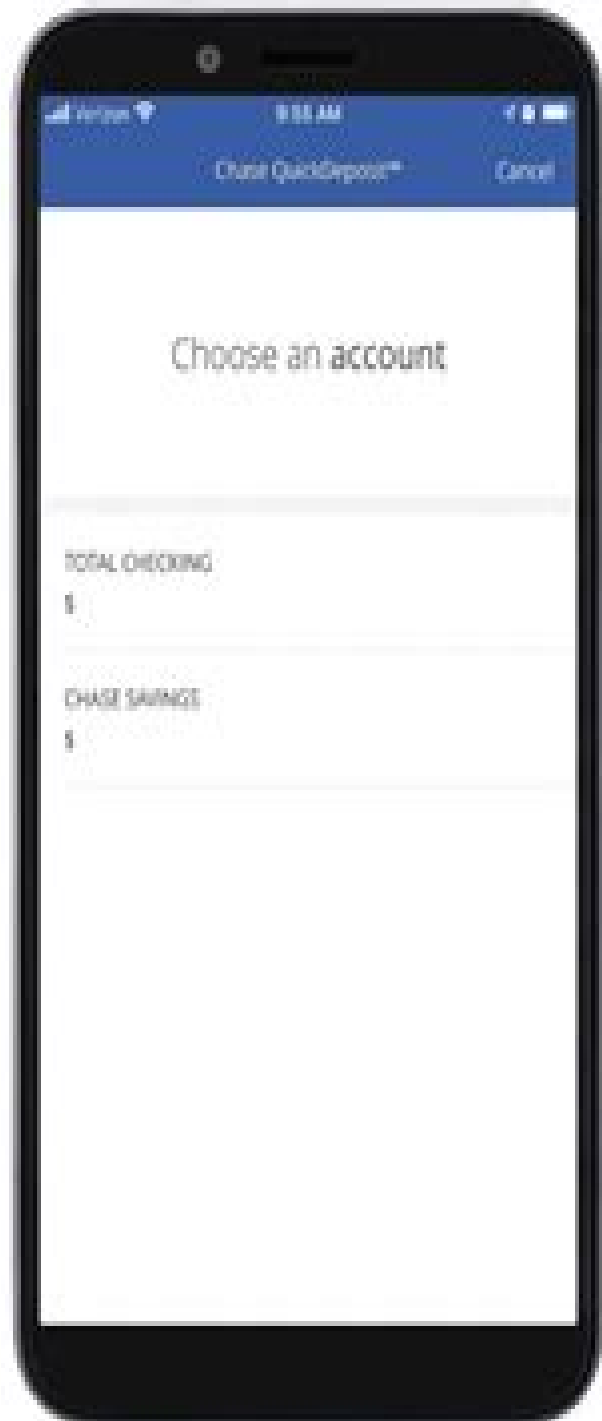 Verizon
Chase QuickDeposit℠ Cancel
Choose an account
TOTAL CHECKING
$
CHASE SAVINGS
$